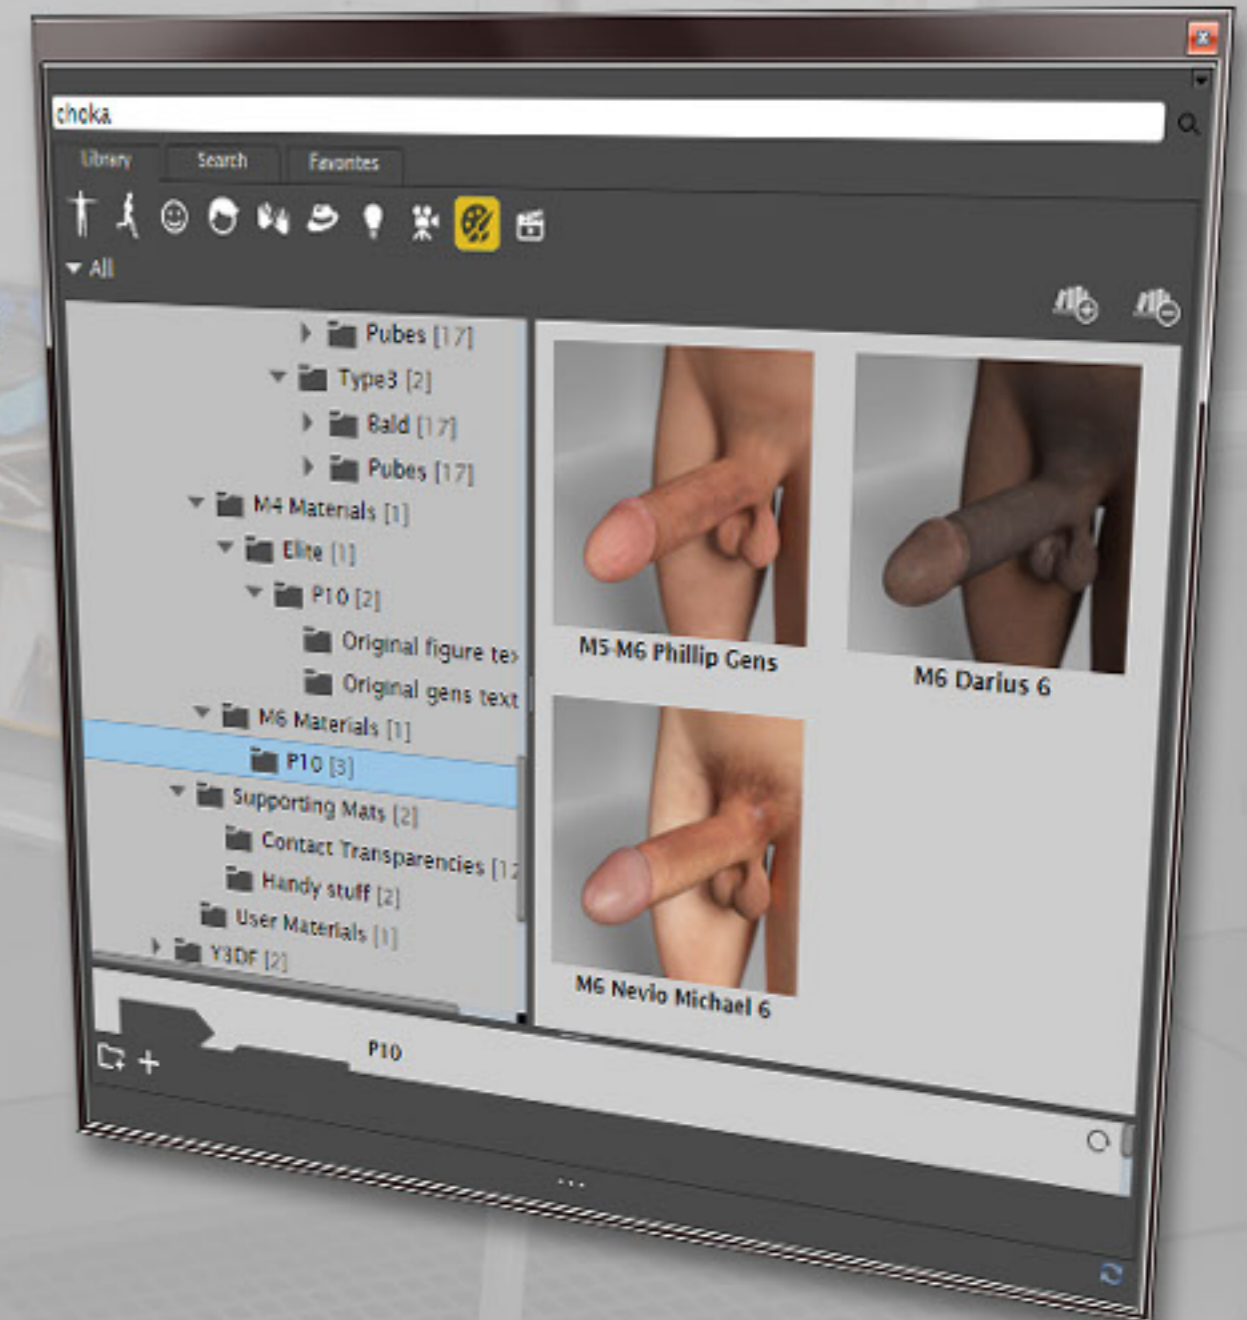 choka
Library
Search
Favorites
All
Pubes [17]
Type3 [2]
Bald [17]
Pubes [17]
M4 Materials [1]
Elite [1]
P10 [2]
Original figure tex
Original gens text
M6 Materials [1]
P10 [3]
Supporting Mats [2]
Contact Transparencies [12
Handy stuff [2]
User Materials [1]
Y3DF [2]
M5-M6 Phillip Gens
M6 Darius 6
M6 Nevio Michael 6
P10